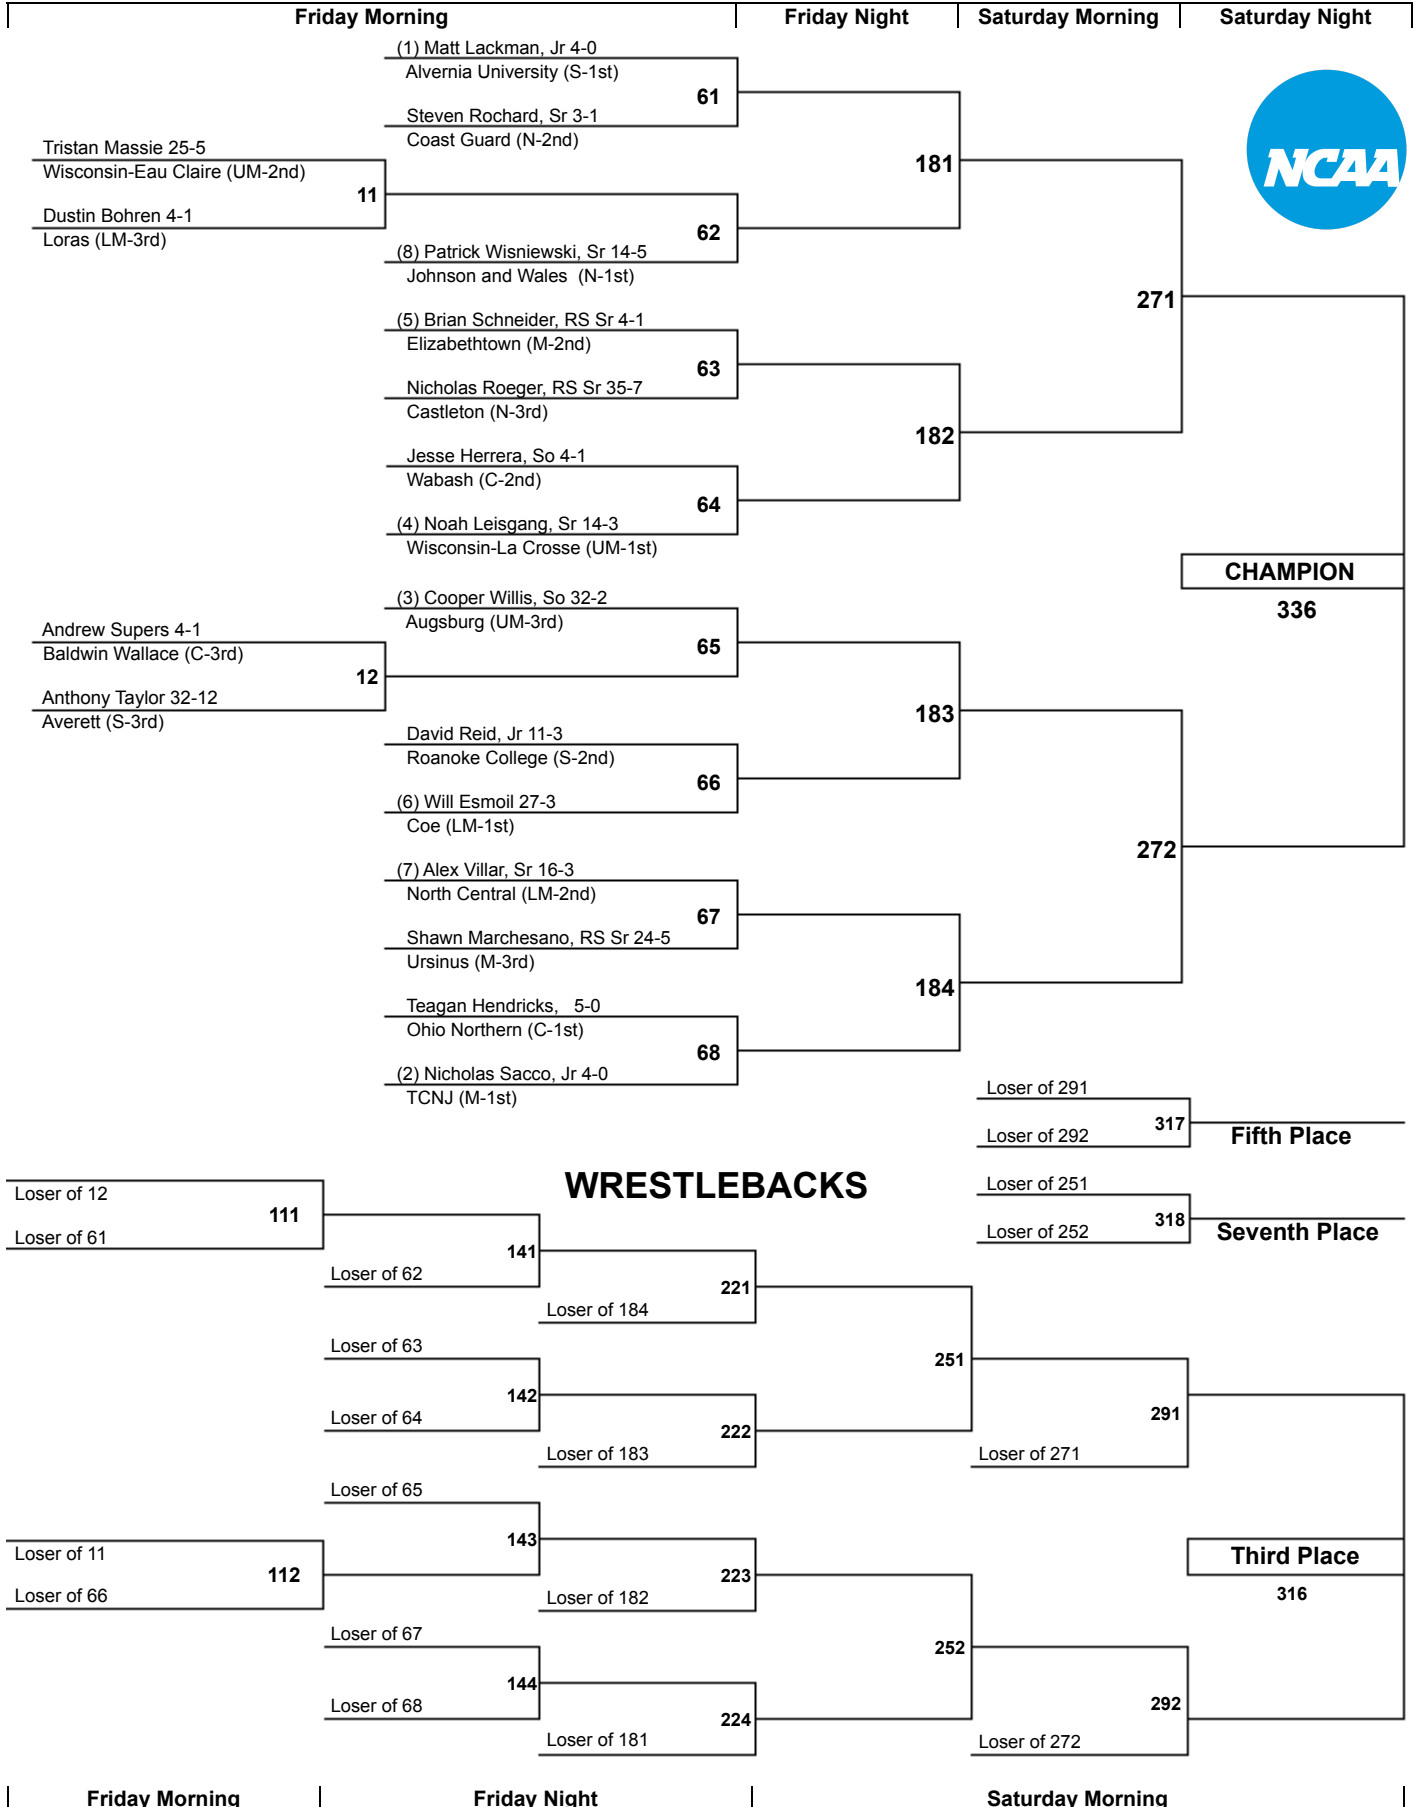 Friday Morning Friday Night Saturday Morning Saturday Night
(1) Matt Lackman, Jr 4-0
Alvernia University (S-1st)
61
Steven Rochard, Sr 3-1
Coast Guard (N-2nd)
NCAA
Tristan Massie 25-5
Wisconsin-Eau Claire (UM-2nd)
181
11
Dustin Bohren 4-1
Loras (LM-3rd)
62
(8) Patrick Wisniewski, Sr 14-5
Johnson and Wales (N-1st)
271
(5) Brian Schneider, RS Sr 4-1
Elizabethtown (M-2nd)
63
Nicholas Roeger, RS Sr 35-7
Castleton (N-3rd)
182
Jesse Herrera, So 4-1
Wabash (C-2nd)
64
(4) Noah Leisgang, Sr 14-3
Wisconsin-La Crosse (UM-1st)
CHAMPION
336
(3) Cooper Willis, So 32-2
Augsburg (UM-3rd)
Andrew Supers 4-1
Baldwin Wallace (C-3rd)
65
12
Anthony Taylor 32-12
Averett (S-3rd)
183
David Reid, Jr 11-3
Roanoke College (S-2nd)
66
(6) Will Esmoil 27-3
Coe (LM-1st)
272
(7) Alex Villar, Sr 16-3
North Central (LM-2nd)
67
Shawn Marchesano, RS Sr 24-5
Ursinus (M-3rd)
184
Teagan Hendricks, 5-0
Ohio Northern (C-1st)
68
(2) Nicholas Sacco, Jr 4-0
TCNJ (M-1st)
Loser of 291
317
Fifth Place
Loser of 292
WRESTLEBACKS
Loser of 251
318
Seventh Place
Loser of 252
Loser of 12
111
Loser of 61
141
Loser of 62
221
Loser of 184
Loser of 63
251
142
Loser of 64
291
222
Loser of 183
Loser of 271
Loser of 65
143
Loser of 11
Third Place
112
223
Loser of 66
Loser of 182
316
Loser of 67
252
144
Loser of 68
292
224
Loser of 181
Loser of 272
Friday Morning Friday Night Saturday Morning